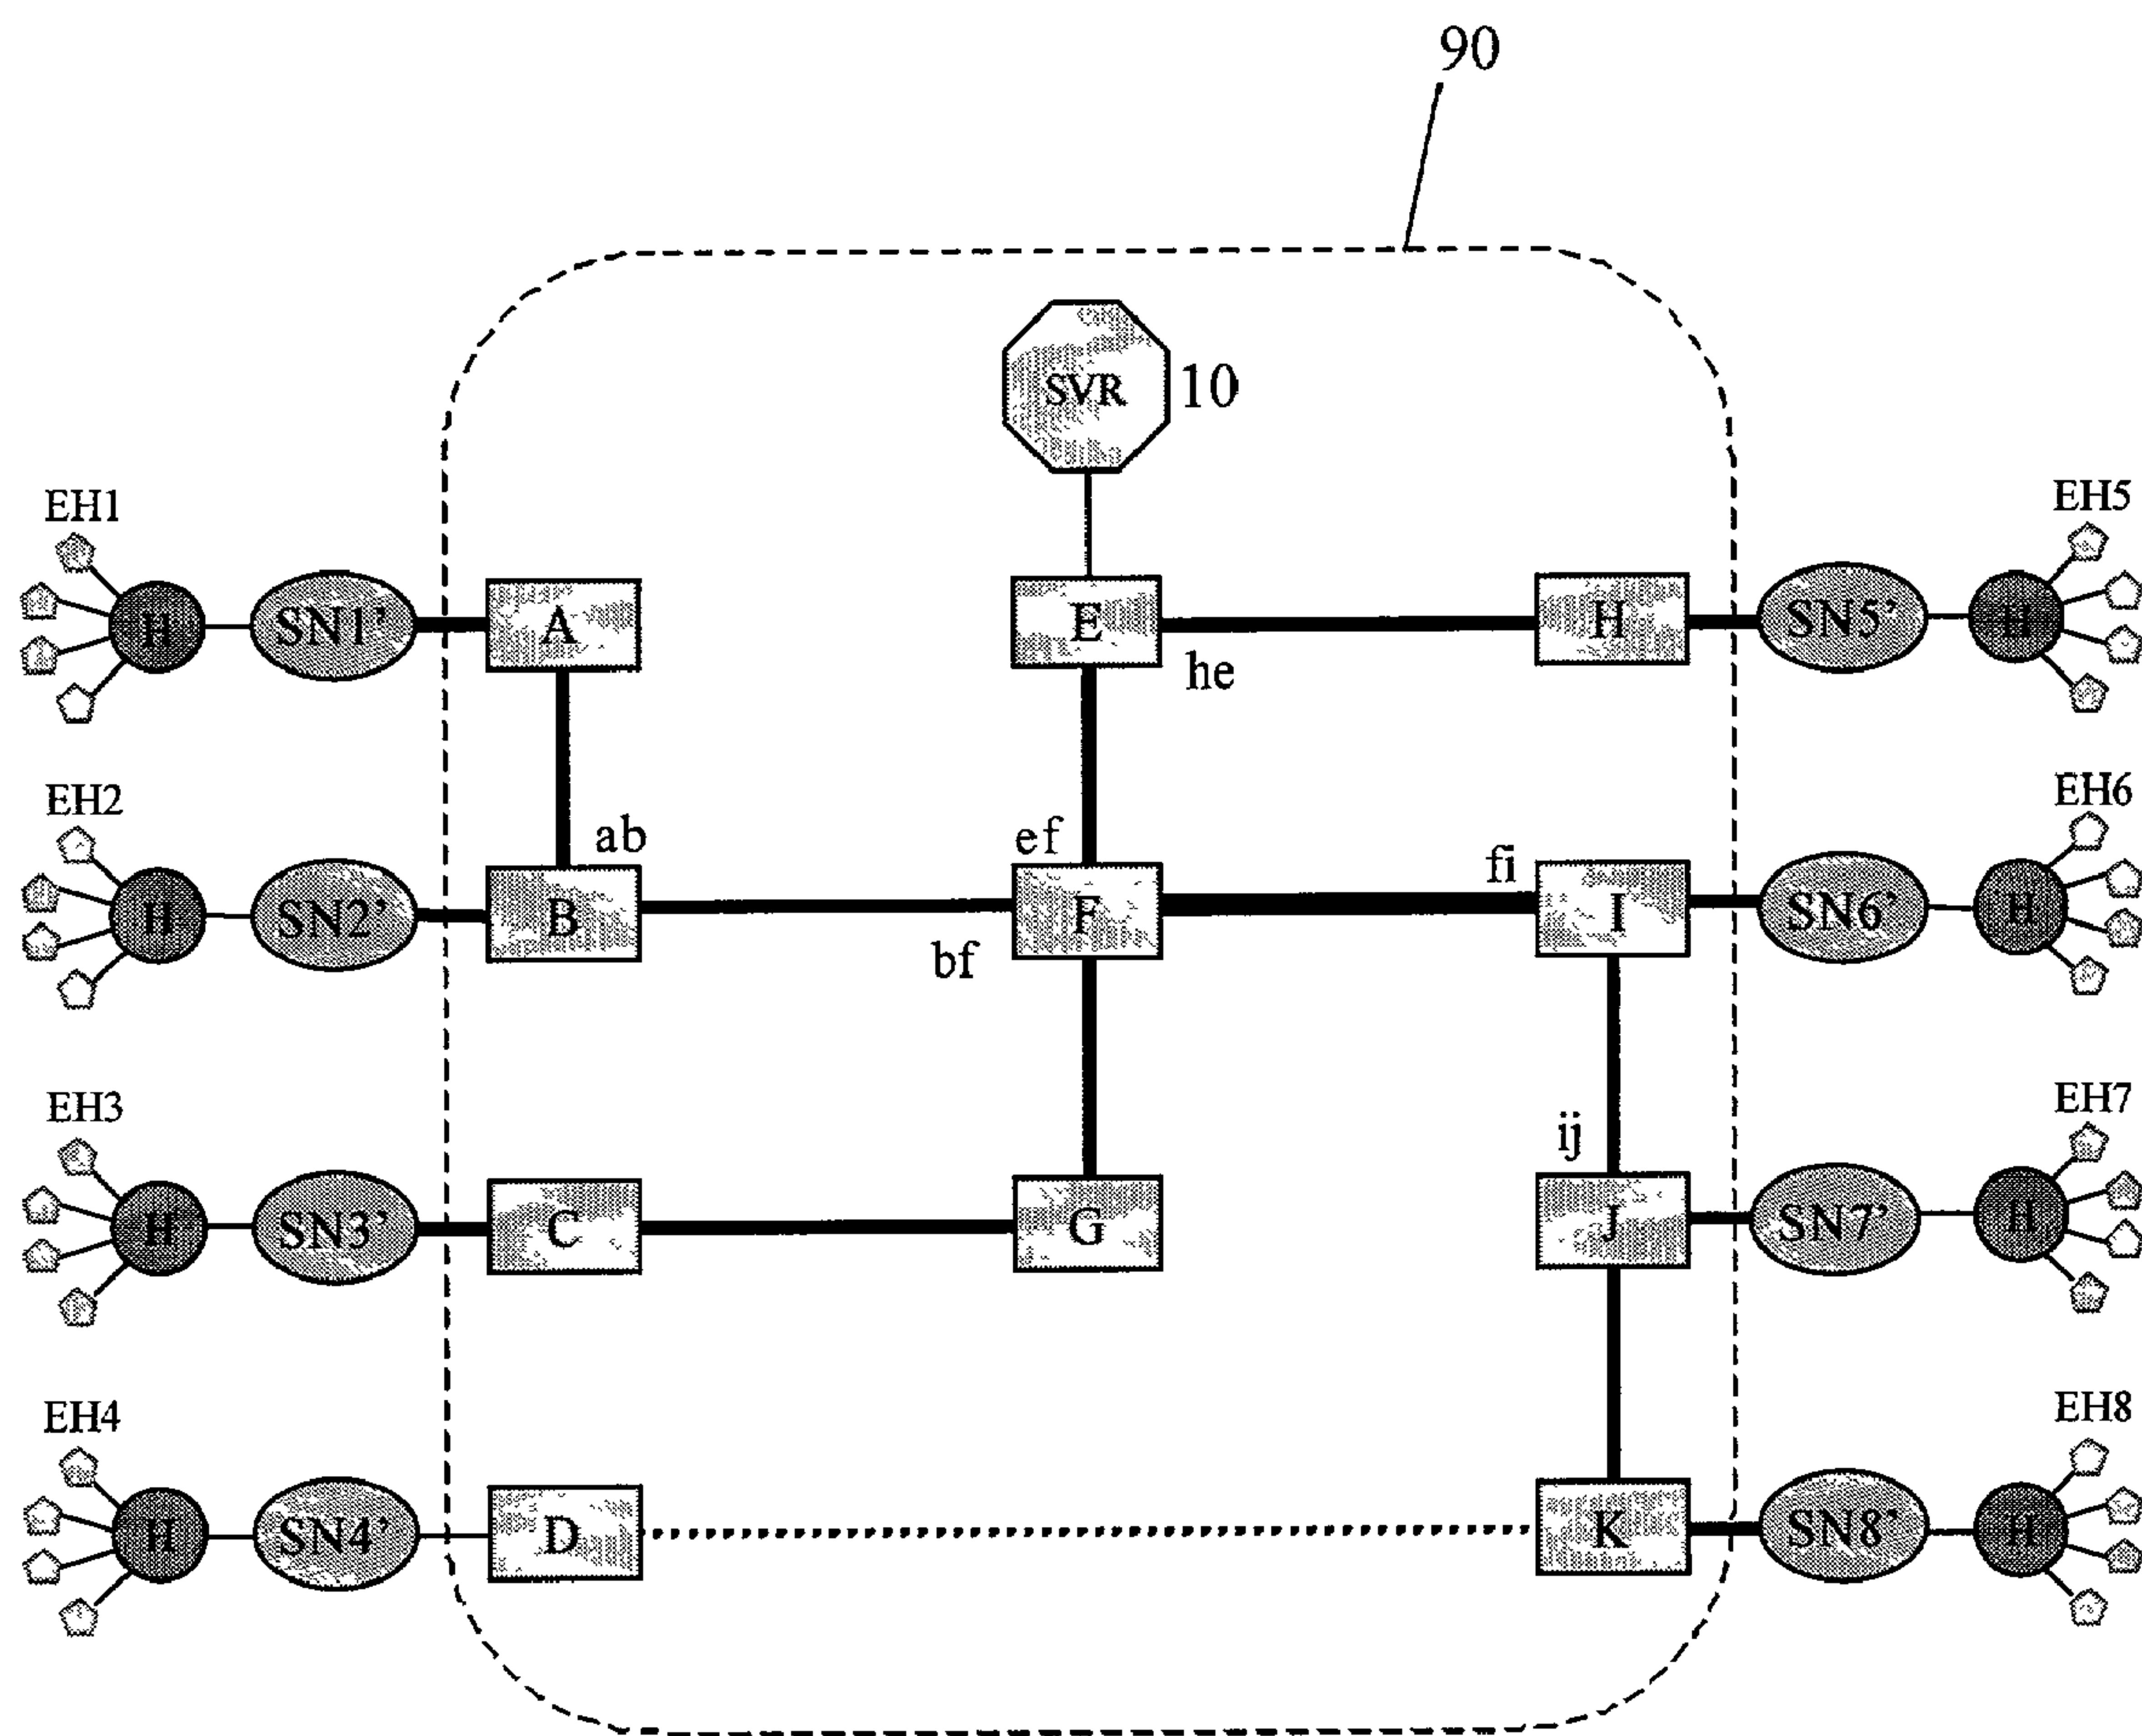 90
SVR 10
EH1 EH5
H SN1' A E H SN5' H
he
EH2 EH6
ab ef fi
H SN2' B F I SN6' H
bf
EH3 EH7
ij
H SN3' C G J SN7' H
EH4 EH8
H SN4' D K SN8' H